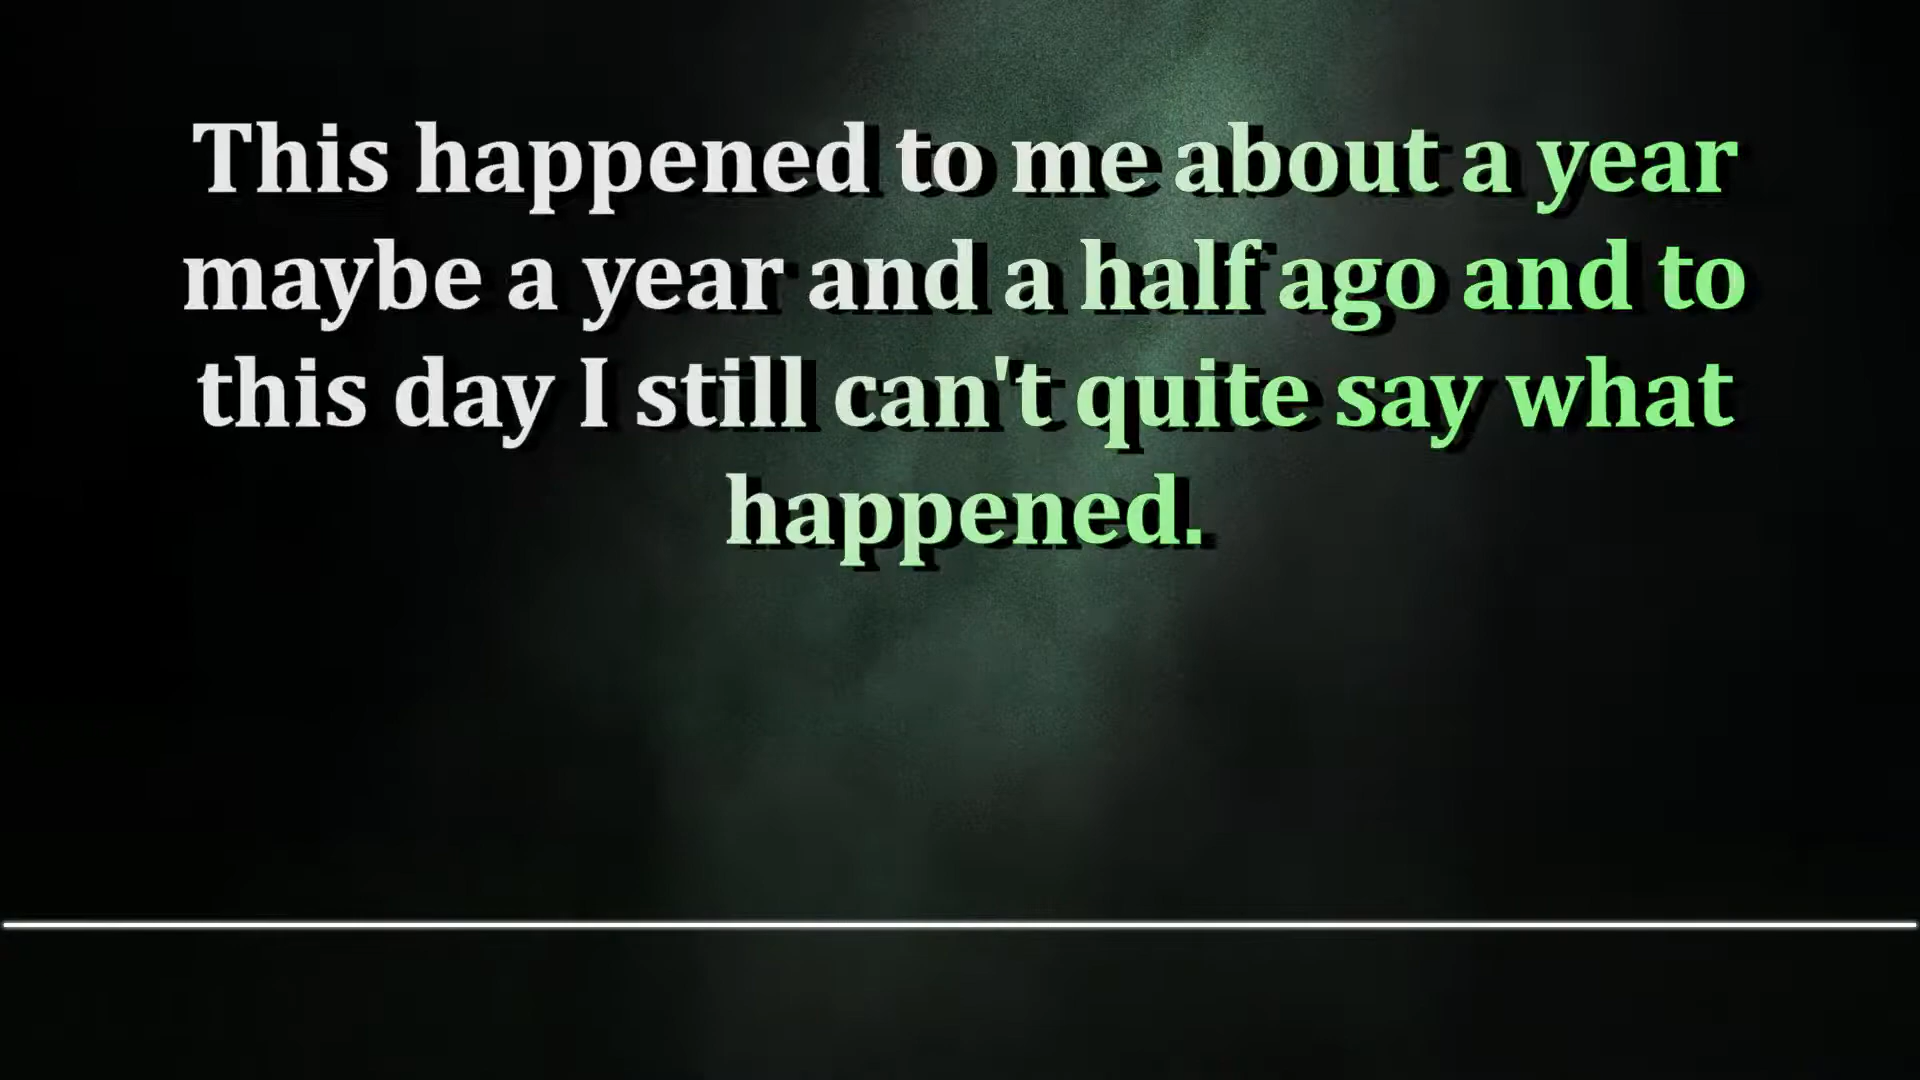 This happened to me about a year
maybe a year and a half ago and to
this day I still can't quite say what
happened.